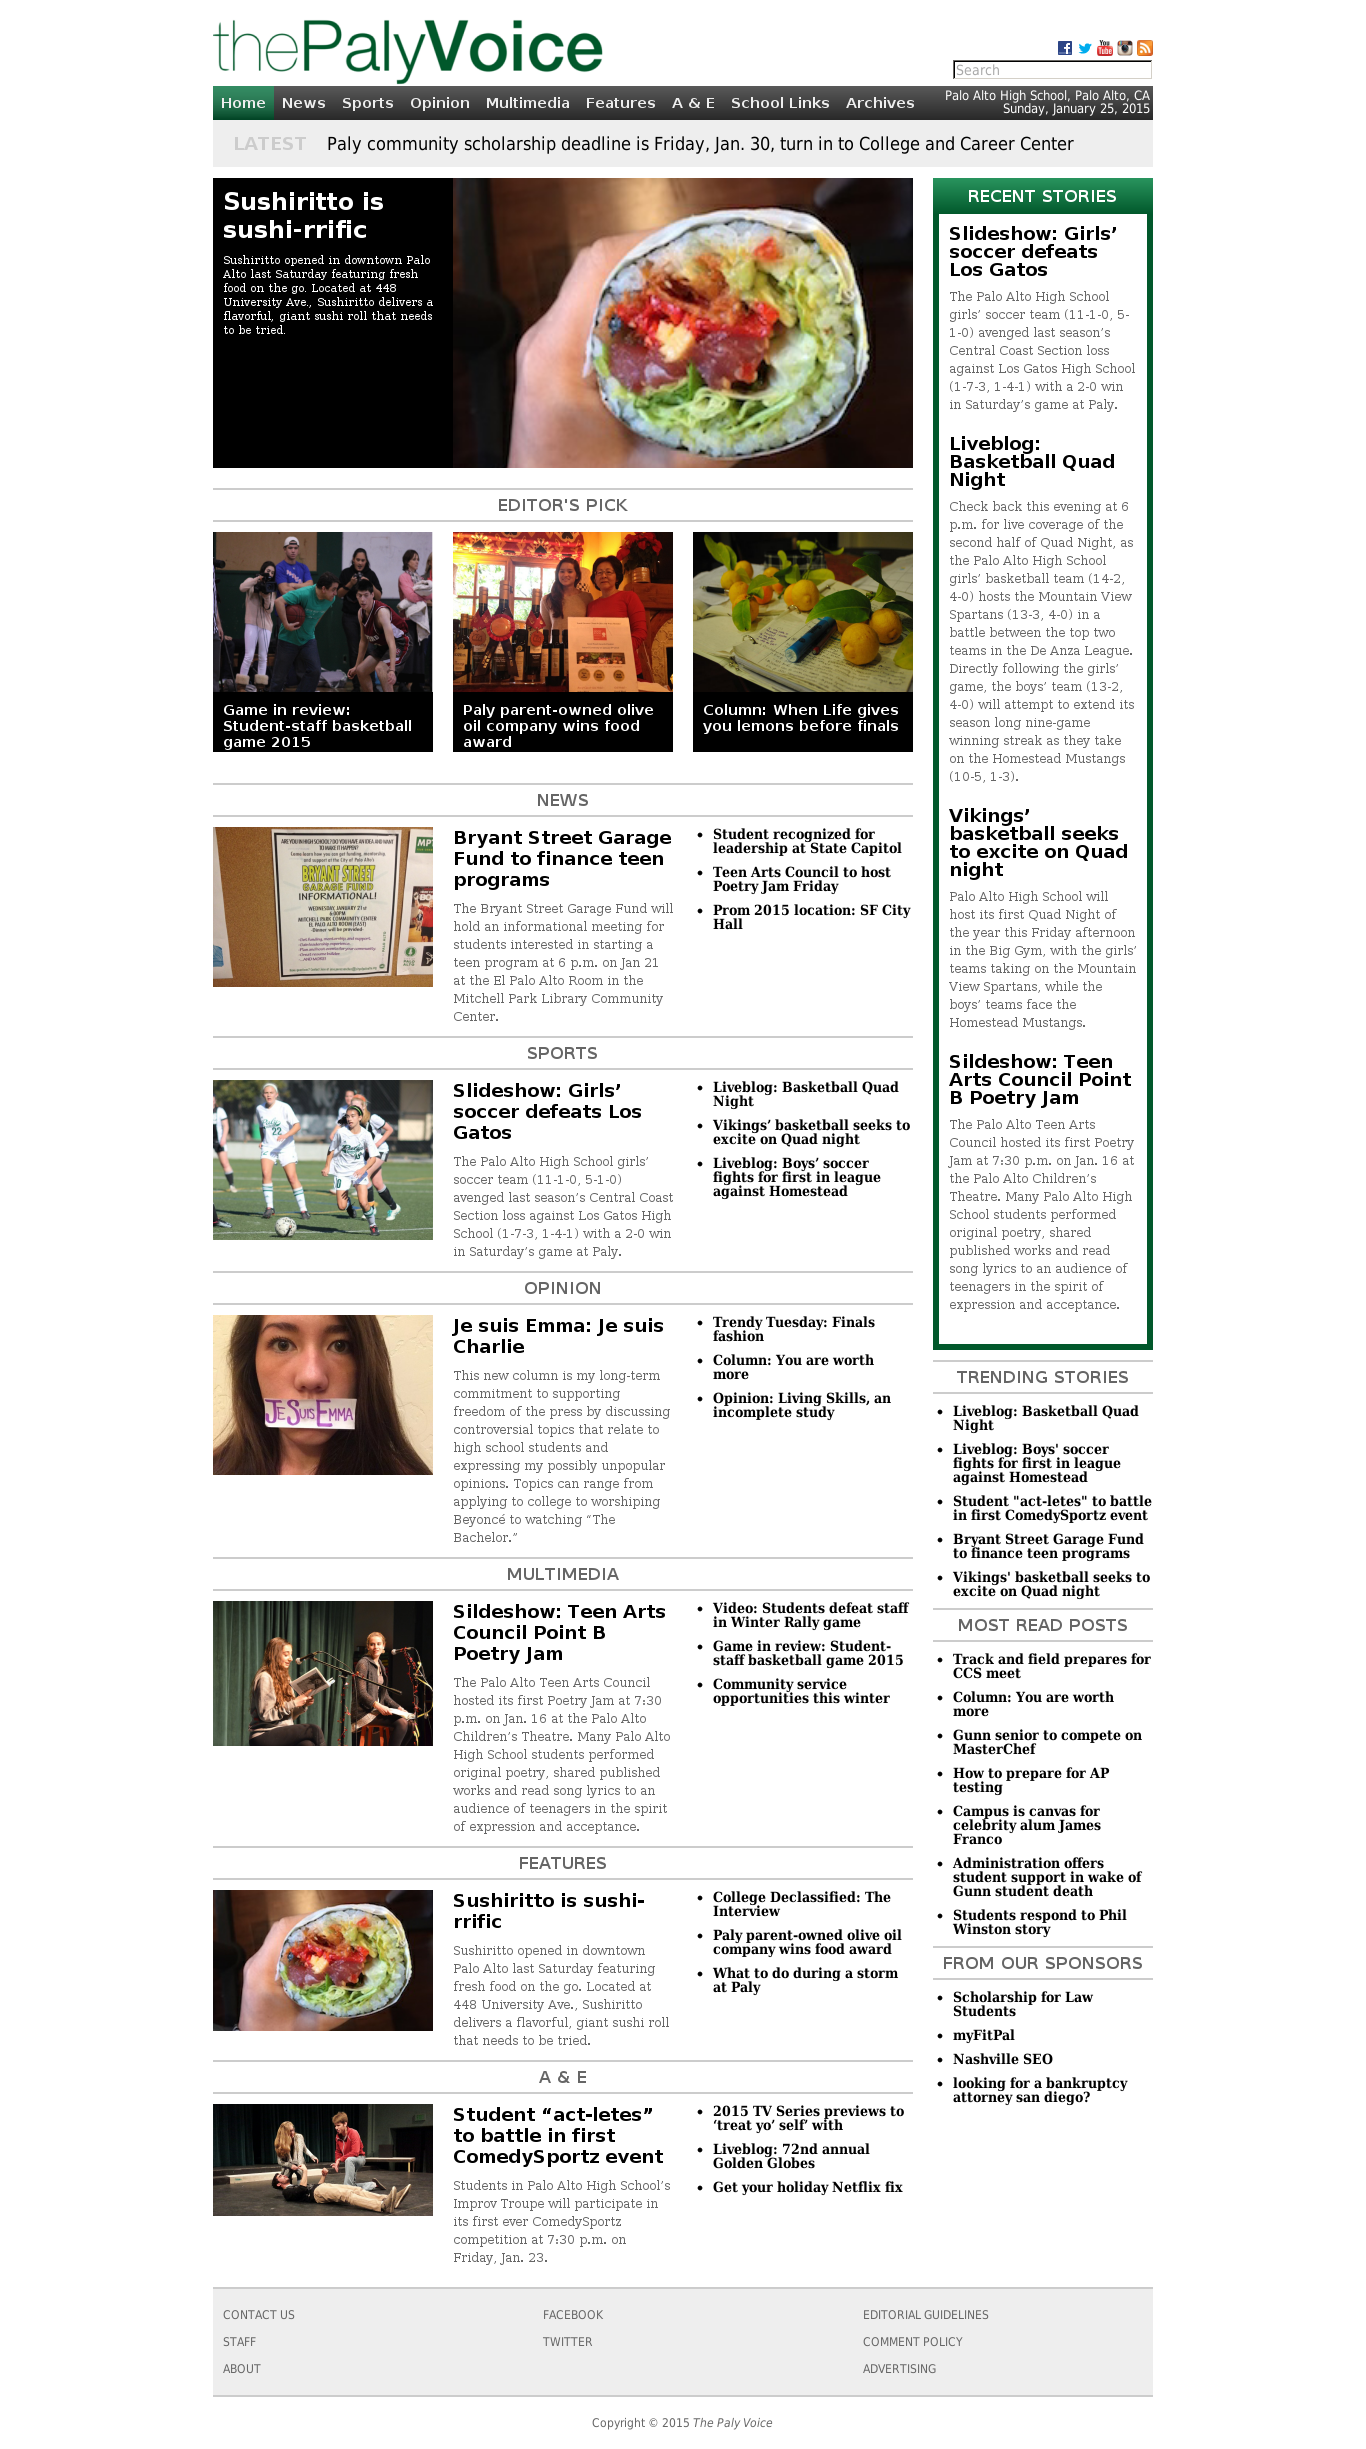 thePalyVoice
Search
Home News Sports Opinion Multimedia Features A & E School Links Archives
Palo Alto High School, Palo Alto, CA
Sunday, January 25, 2015
LATEST Paly community scholarship deadline is Friday, Jan. 30, turn in to College and Career Center
Sushiritto is
sushi-rrific
Sushiritto opened in downtown Palo
Alto last Saturday featuring fresh
food on the go. Located at 448
University Ave., Sushiritto delivers a
flavorful, giant sushi roll that needs
to be tried.
EDITOR'S PICK
Game in review:
Student-staff basketball
game 2015
Paly parent-owned olive
oil company wins food
award
Column: When Life gives
you lemons before finals
NEWS
BRYANT STREET
GARAGE FUND
INFORMATIONAL!
Bryant Street Garage
Fund to finance teen
programs
The Bryant Street Garage Fund will
hold an informational meeting for
students interested in starting a
teen program at 6 p.m. on Jan 21
at the El Palo Alto Room in the
Mitchell Park Library Community
Center.
Student recognized for
leadership at State Capitol
Teen Arts Council to host
Poetry Jam Friday
Prom 2015 location: SF City
Hall
SPORTS
22
Slideshow: Girls’
soccer defeats Los
Gatos
The Palo Alto High School girls’
soccer team (11-1-0, 5-1-0)
avenged last season’s Central Coast
Section loss against Los Gatos High
School (1-7-3, 1-4-1) with a 2-0 win
in Saturday’s game at Paly.
Liveblog: Basketball Quad
Night
Vikings’ basketball seeks to
excite on Quad night
Liveblog: Boys’ soccer
fights for first in league
against Homestead
OPINION
JE SUIS EMMA
Je suis Emma: Je suis
Charlie
This new column is my long-term
commitment to supporting
freedom of the press by discussing
controversial topics that relate to
high school students and
expressing my possibly unpopular
opinions. Topics can range from
applying to college to worshiping
Beyoncé to watching “The
Bachelor.”
Trendy Tuesday: Finals
fashion
Column: You are worth
more
Opinion: Living Skills, an
incomplete study
MULTIMEDIA
Sildeshow: Teen Arts
Council Point B
Poetry Jam
The Palo Alto Teen Arts Council
hosted its first Poetry Jam at 7:30
p.m. on Jan. 16 at the Palo Alto
Children’s Theatre. Many Palo Alto
High School students performed
original poetry, shared published
works and read song lyrics to an
audience of teenagers in the spirit
of expression and acceptance.
Video: Students defeat staff
in Winter Rally game
Game in review: Student-
staff basketball game 2015
Community service
opportunities this winter
FEATURES
Sushiritto is sushi-
rrific
Sushiritto opened in downtown
Palo Alto last Saturday featuring
fresh food on the go. Located at
448 University Ave., Sushiritto
delivers a flavorful, giant sushi roll
that needs to be tried.
College Declassified: The
Interview
Paly parent-owned olive oil
company wins food award
What to do during a storm
at Paly
A & E
Student “act-letes”
to battle in first
ComedySportz event
Students in Palo Alto High School’s
Improv Troupe will participate in
its first ever ComedySportz
competition at 7:30 p.m. on
Friday, Jan. 23.
2015 TV Series previews to
‘treat yo’ self’ with
Liveblog: 72nd annual
Golden Globes
Get your holiday Netflix fix
RECENT STORIES
Slideshow: Girls’
soccer defeats
Los Gatos
The Palo Alto High School
girls’ soccer team (11-1-0, 5-
1-0) avenged last season’s
Central Coast Section loss
against Los Gatos High School
(1-7-3, 1-4-1) with a 2-0 win
in Saturday’s game at Paly.
Liveblog:
Basketball Quad
Night
Check back this evening at 6
p.m. for live coverage of the
second half of Quad Night, as
the Palo Alto High School
girls’ basketball team (14-2,
4-0) hosts the Mountain View
Spartans (13-3, 4-0) in a
battle between the top two
teams in the De Anza League.
Directly following the girls’
game, the boys’ team (13-2,
4-0) will attempt to extend its
season long nine-game
winning streak as they take
on the Homestead Mustangs
(10-5, 1-3).
Vikings’
basketball seeks
to excite on Quad
night
Palo Alto High School will
host its first Quad Night of
the year this Friday afternoon
in the Big Gym, with the girls’
teams taking on the Mountain
View Spartans, while the
boys’ teams face the
Homestead Mustangs.
Sildeshow: Teen
Arts Council Point
B Poetry Jam
The Palo Alto Teen Arts
Council hosted its first Poetry
Jam at 7:30 p.m. on Jan. 16 at
the Palo Alto Children’s
Theatre. Many Palo Alto High
School students performed
original poetry, shared
published works and read
song lyrics to an audience of
teenagers in the spirit of
expression and acceptance.
TRENDING STORIES
Liveblog: Basketball Quad
Night
Liveblog: Boys' soccer
fights for first in league
against Homestead
Student "act-letes" to battle
in first ComedySportz event
Bryant Street Garage Fund
to finance teen programs
Vikings' basketball seeks to
excite on Quad night
MOST READ POSTS
Track and field prepares for
CCS meet
Column: You are worth
more
Gunn senior to compete on
MasterChef
How to prepare for AP
testing
Campus is canvas for
celebrity alum James
Franco
Administration offers
student support in wake of
Gunn student death
Students respond to Phil
Winston story
FROM OUR SPONSORS
Scholarship for Law
Students
myFitPal
Nashville SEO
looking for a bankruptcy
attorney san diego?
CONTACT US
STAFF
ABOUT
FACEBOOK
TWITTER
EDITORIAL GUIDELINES
COMMENT POLICY
ADVERTISING
Copyright © 2015 The Paly Voice